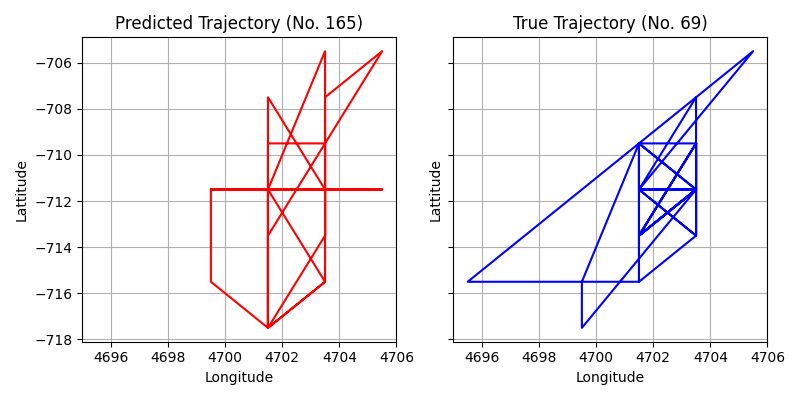 Predicted Trajectory (No. 165)
True Trajectory (No. 69)
−706
−708
−710
−712
−714
−716
−718
Lattitude
Lattitude
4696 4698 4700 4702 4704 4706
4696 4698 4700 4702 4704 4706
Longitude
Longitude